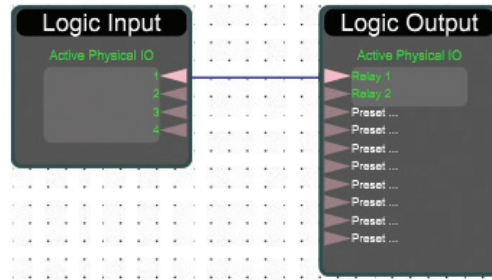 Logic Input
Active Physical IO
1
2
3
4
Logic Output
Active Physical IO
Relay 1
Relay 2
Preset ...
Preset ...
Preset ...
Preset ...
Preset ...
Preset ...
Preset ...
Preset ...